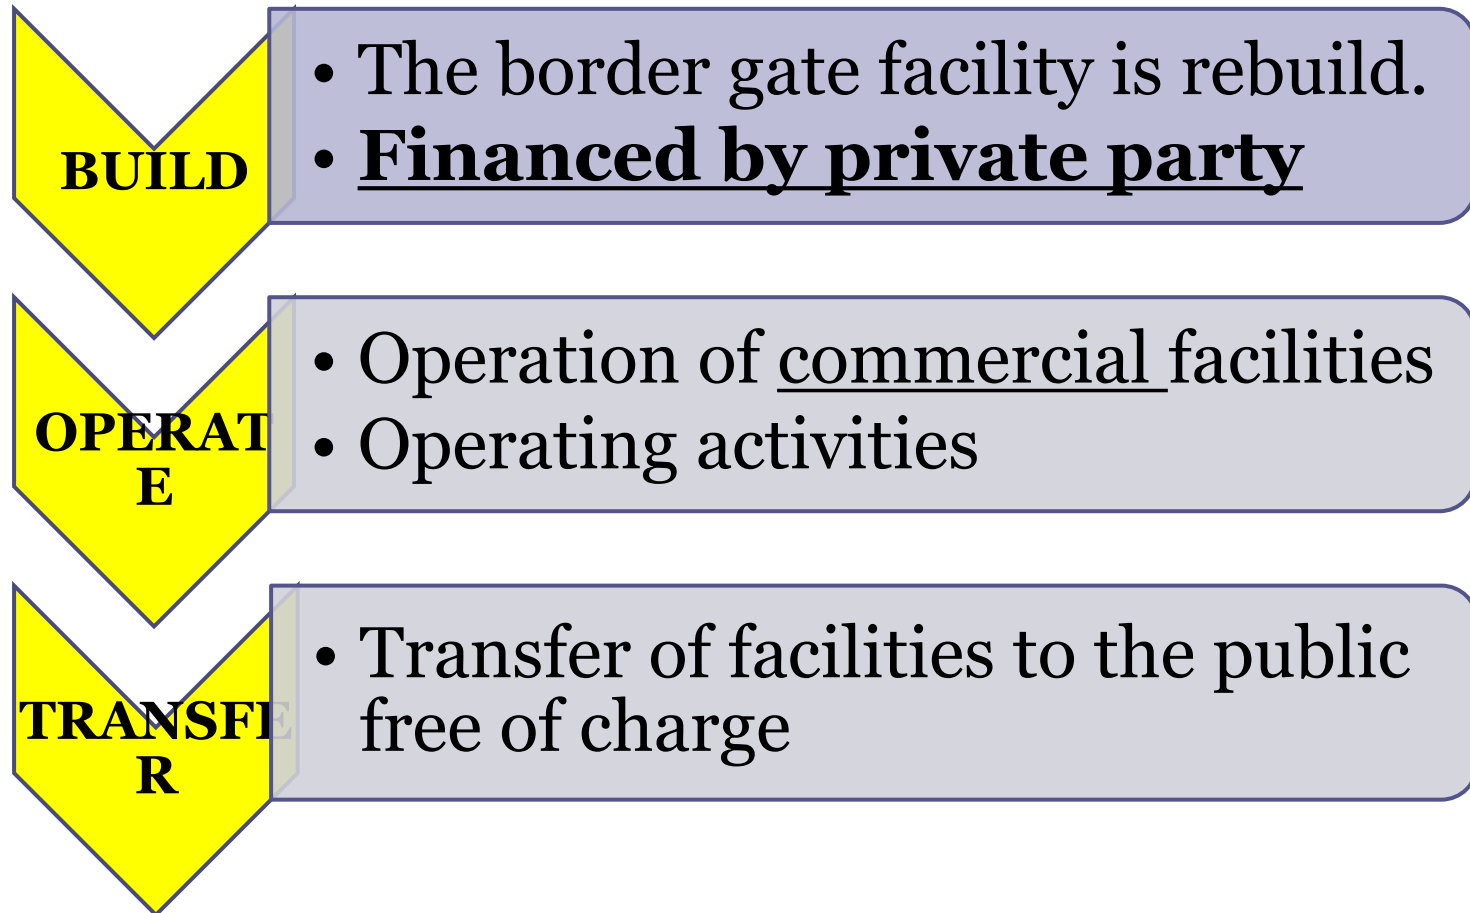 BUILD
• The border gate facility is rebuild.
• Financed by private party
OPERAT
E
• Operation of commercial facilities
• Operating activities
TRANSFE
R
• Transfer of facilities to the public
free of charge